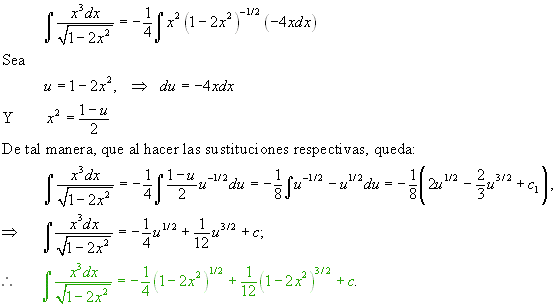 ∫ x³dx / √(1−2x²) = −1/4 ∫ x² (1−2x²)^(−1/2) (−4xdx)
Sea
u = 1−2x², ⇒ du = −4xdx
Y x² = (1−u)/2
De tal manera, que al hacer las sustituciones respectivas, queda:
∫ x³dx / √(1−2x²) = −1/4 ∫ (1−u)/2 u^(−1/2) du = −1/8 ∫ u^(−1/2) − u^(1/2) du = −1/8 (2u^(1/2) − 2/3 u^(3/2) + c₁),
⇒ ∫ x³dx / √(1−2x²) = −1/4 u^(1/2) + 1/12 u^(3/2) + c;
∴ ∫ x³dx / √(1−2x²) = −1/4 (1−2x²)^(1/2) + 1/12 (1−2x²)^(3/2) + c.